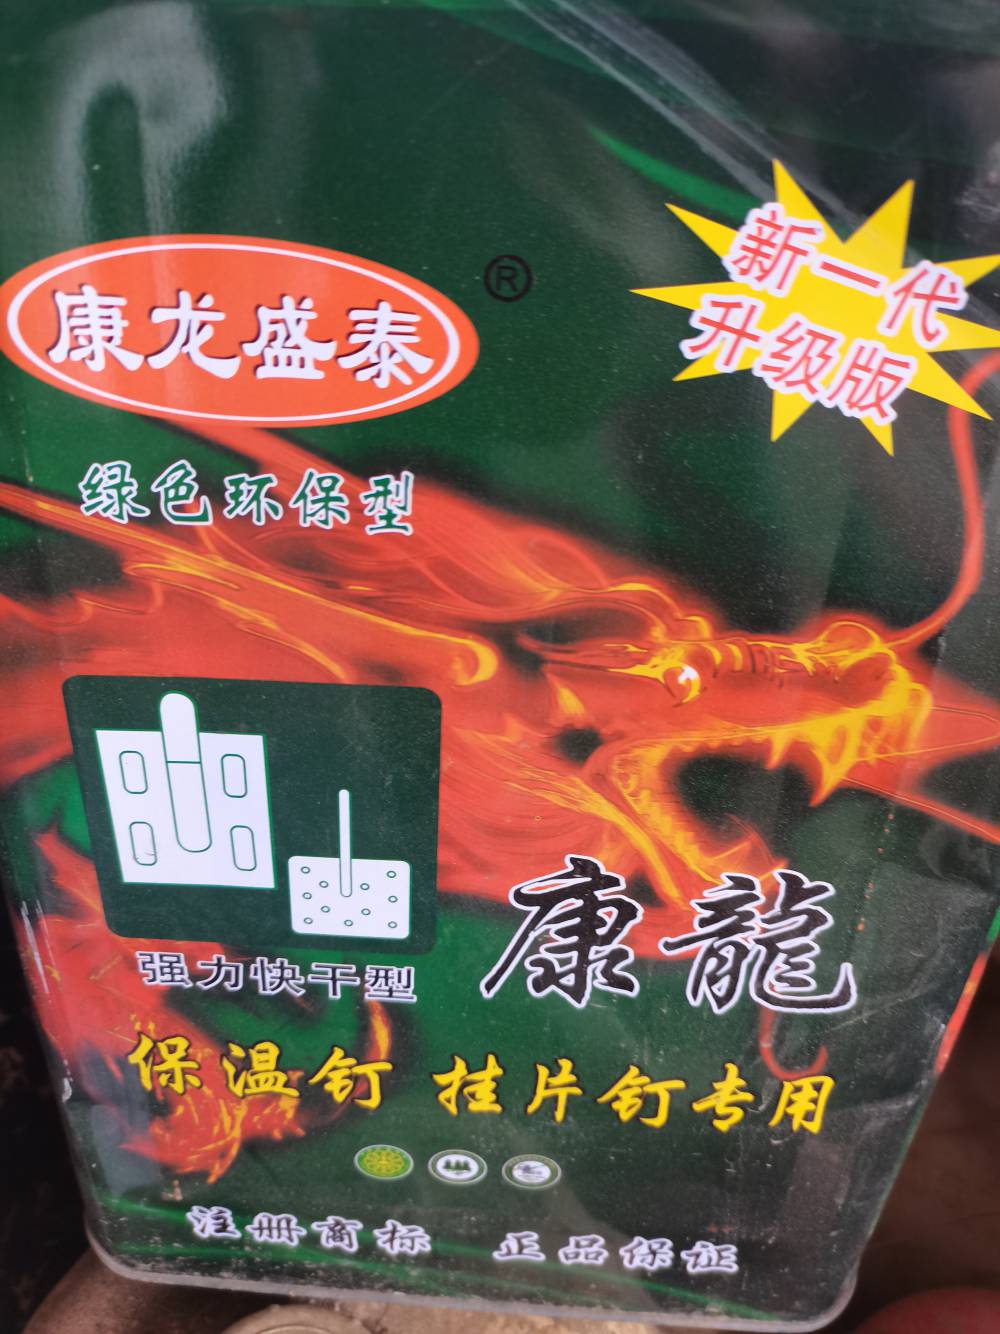 康龙盛泰
®
新一代
升级版
绿色环保型
强力快干型
康龍
保温钉 挂片钉专用
注册商标 正品保证